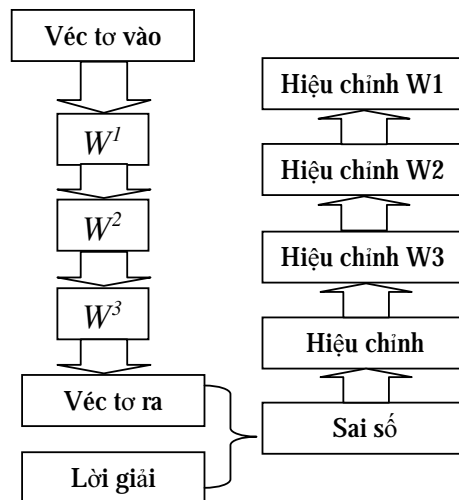 Véc tơ vào
W¹
W²
W³
Véc tơ ra
Lời giải
Hiệu chỉnh W1
Hiệu chỉnh W2
Hiệu chỉnh W3
Hiệu chỉnh
Sai số